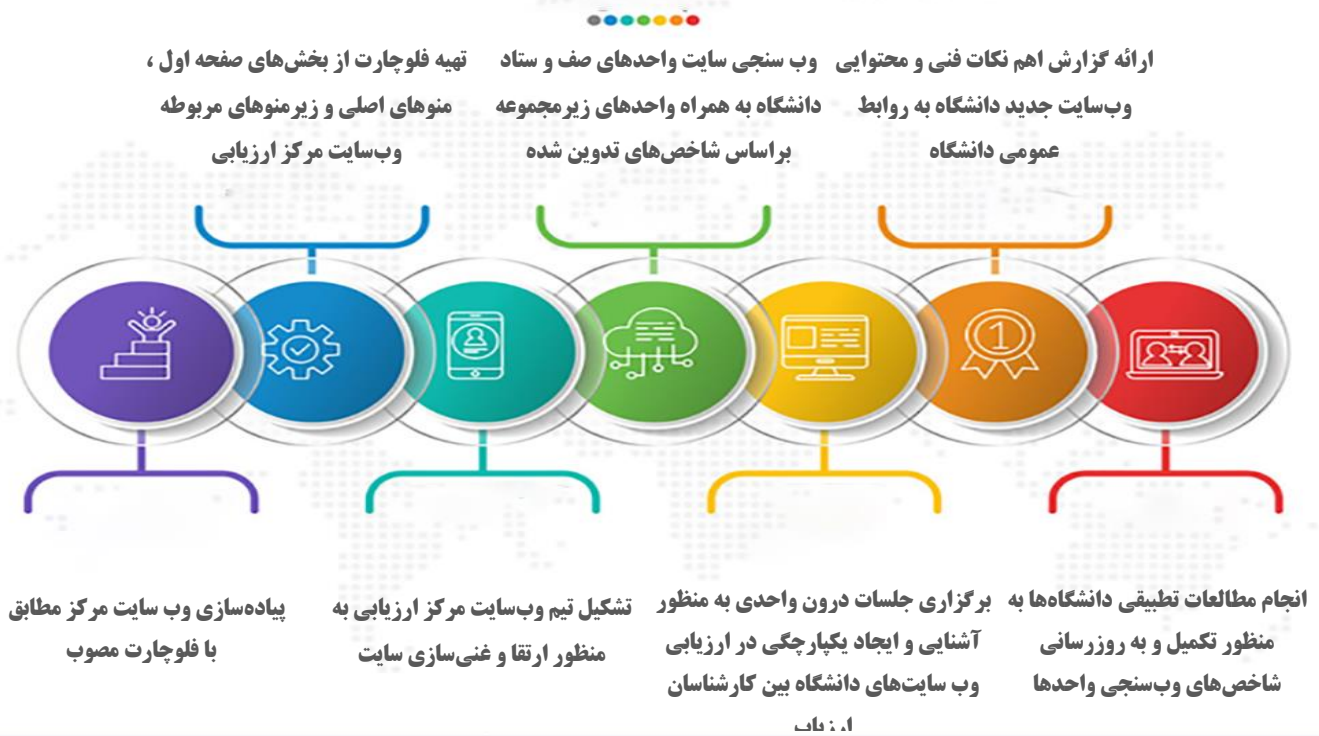 ارائه گزارش اهم نکات فنی و محتوایی
وب‌سایت جدید دانشگاه به روابط
عمومی دانشگاه
وب سنجی سایت واحدهای صف و ستاد
دانشگاه به همراه واحدهای زیرمجموعه
براساس شاخص‌های تدوین شده
تهیه فلوچارت از بخش‌های صفحه اول ،
منوهای اصلی و زیرمنوهای مربوطه
وب‌سایت مرکز ارزیابی
انجام مطالعات تطبیقی دانشگاه‌ها به
منظور تکمیل و به روزرسانی
شاخص‌های وب‌سنجی واحدها
برگزاری جلسات درون واحدی به منظور
آشنایی و ایجاد یکپارچگی در ارزیابی
وب سایت‌های دانشگاه بین کارشناسان
ارزیاب
تشکیل تیم وب‌سایت مرکز ارزیابی به
منظور ارتقا و غنی‌سازی سایت
پیاده‌سازی وب سایت مرکز مطابق
با فلوچارت مصوب
1